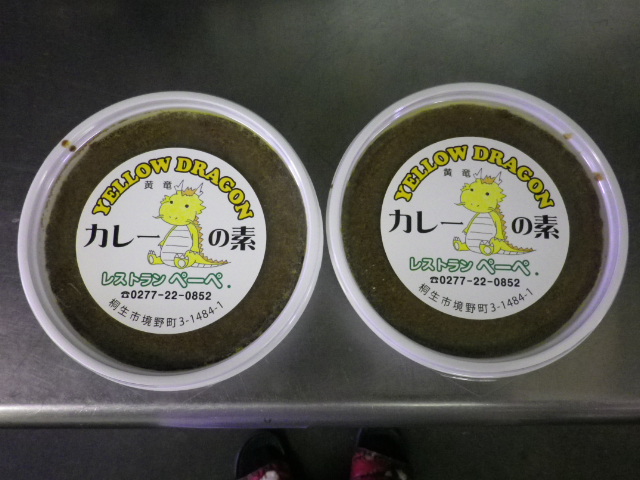 YELLOW DRAGON
黄竜
カレーの素
レストラン ペーペ.
☎0277-22-0852
桐生市境野町3-1484-1
YELLOW DRAGON
黄竜
カレーの素
レストラン ペーペ.
☎0277-22-0852
桐生市境野町3-1484-1